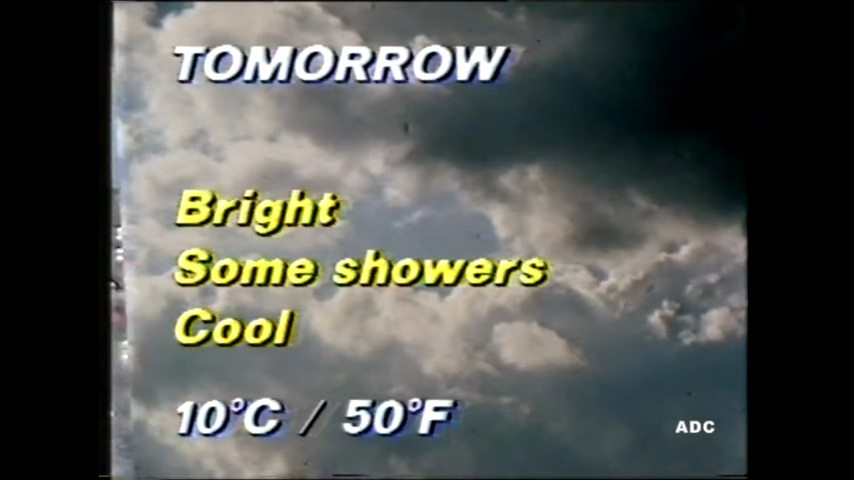 TOMORROW
Bright
Some showers
Cool
10°C / 50°F
ADC